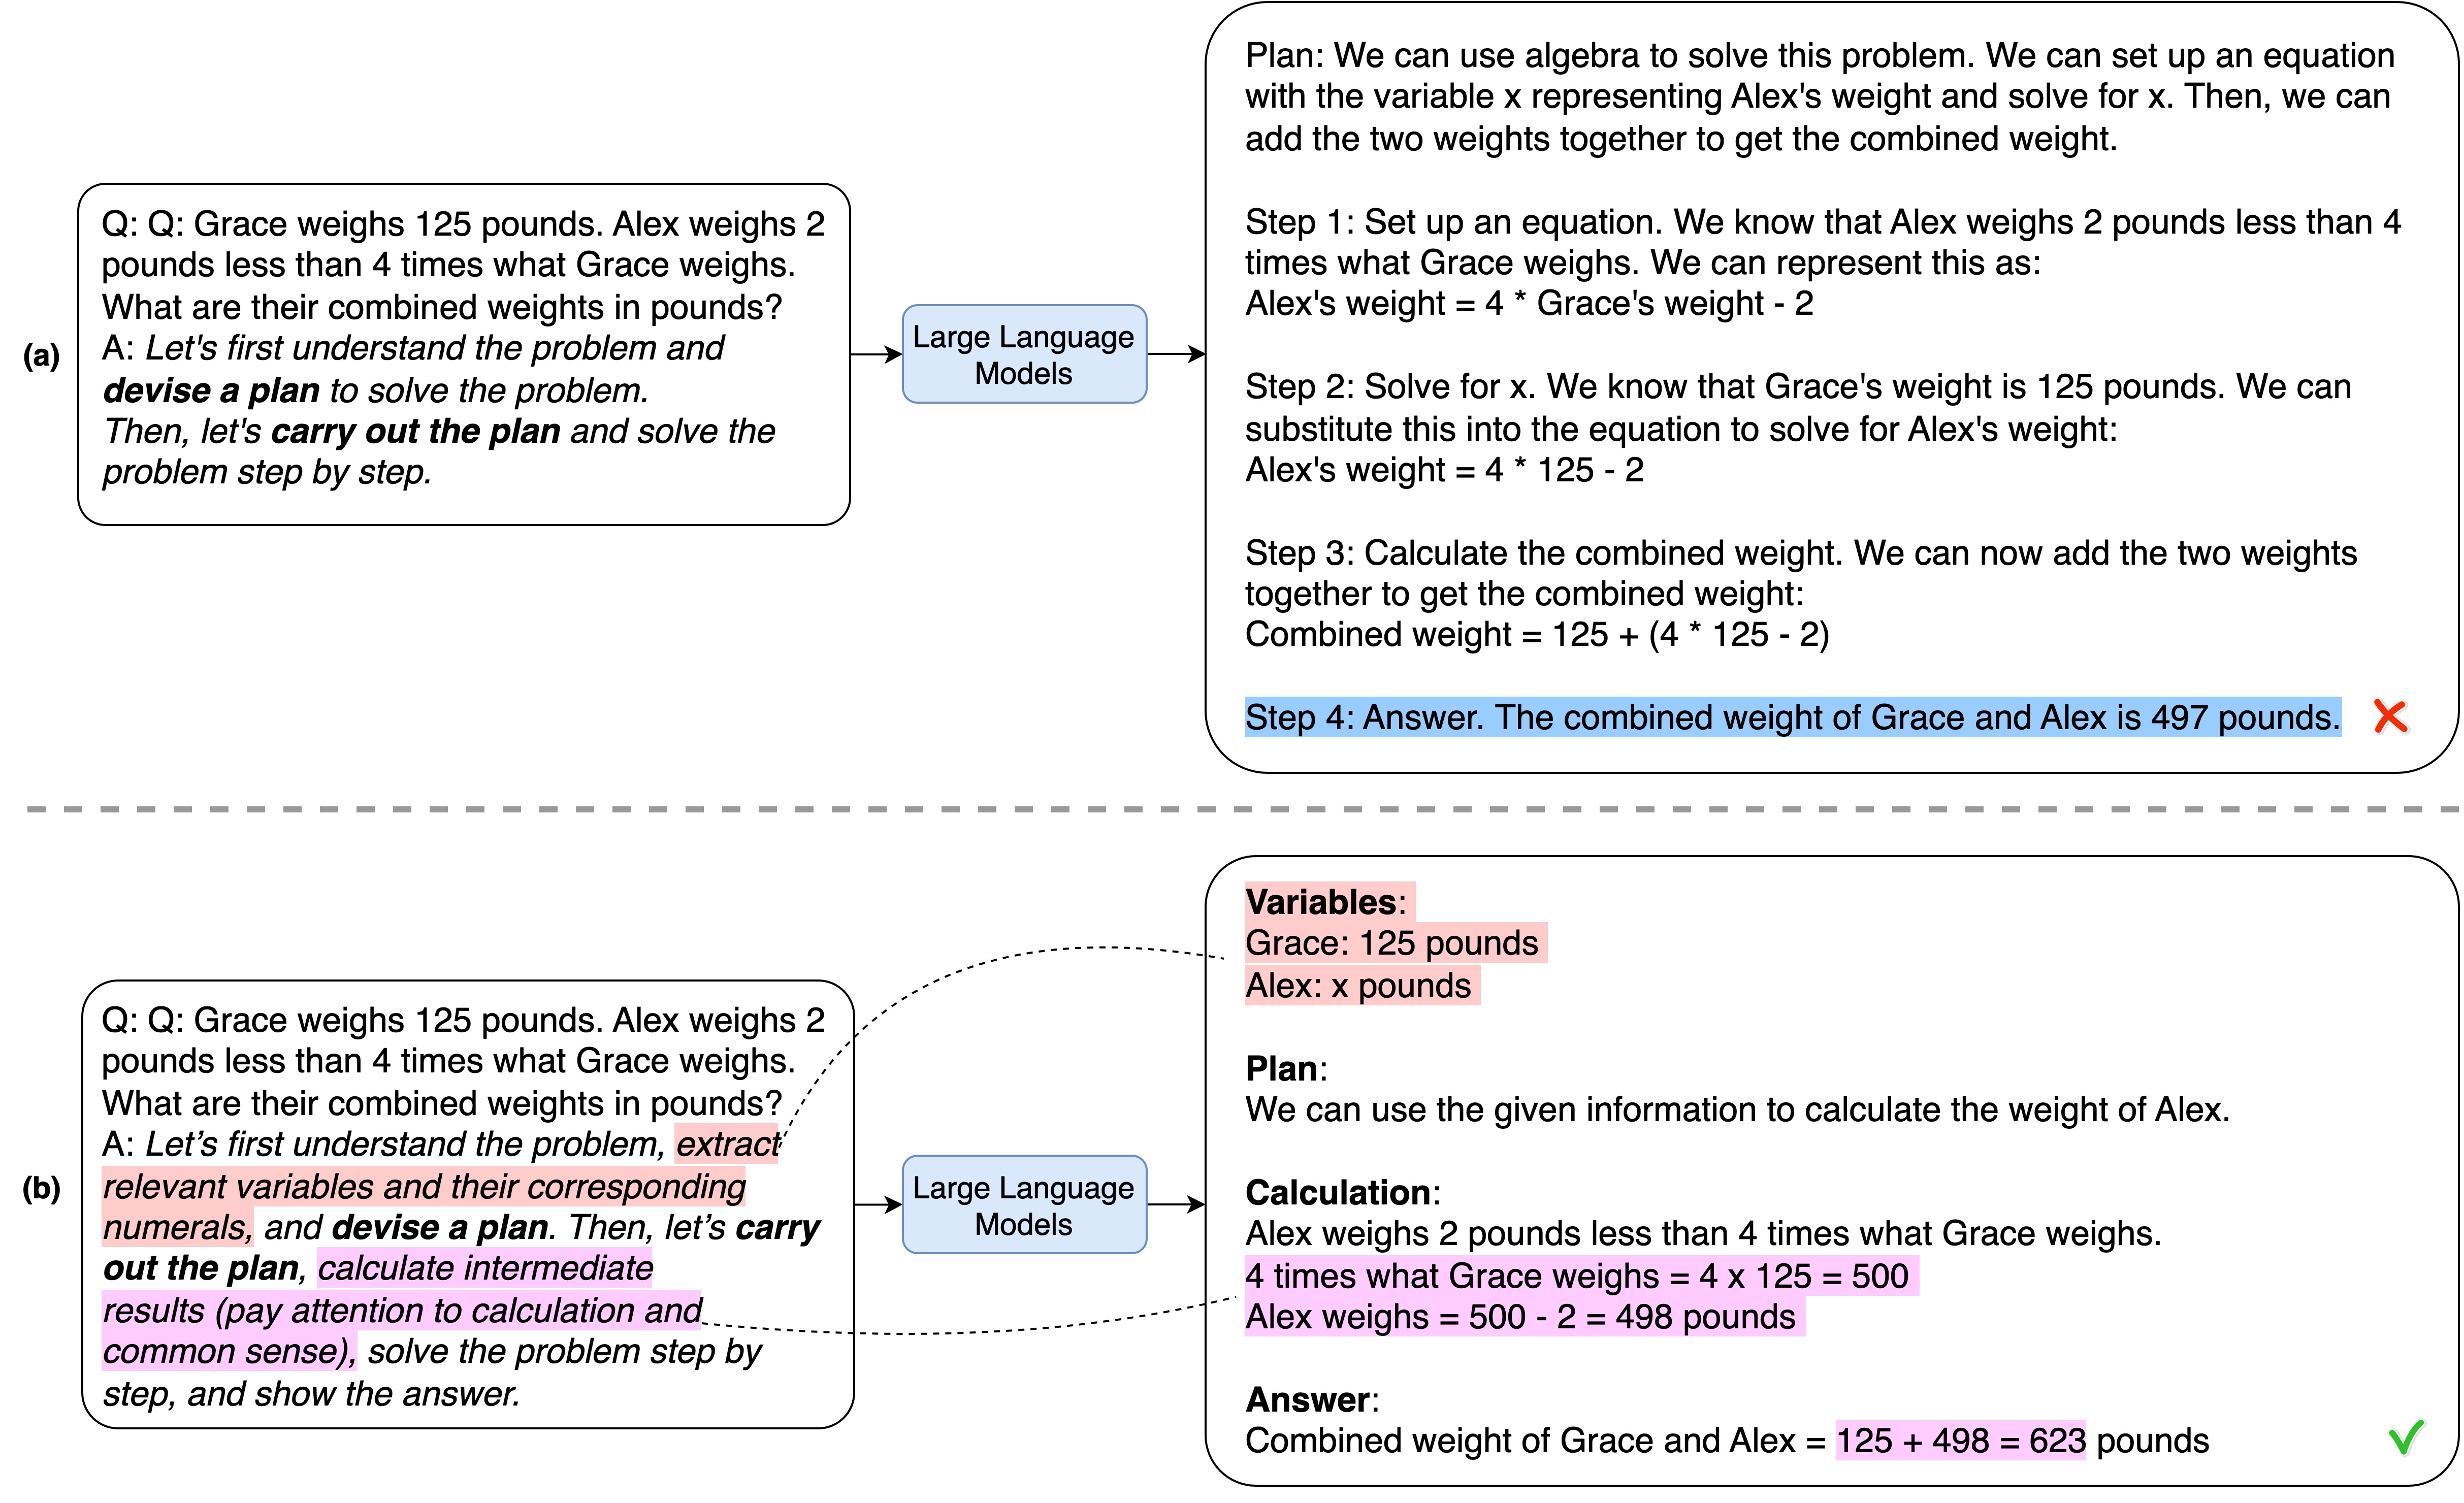 (a)
Q: Q: Grace weighs 125 pounds. Alex weighs 2
pounds less than 4 times what Grace weighs.
What are their combined weights in pounds?
A: Let's first understand the problem and
devise a plan to solve the problem.
Then, let's carry out the plan and solve the
problem step by step.
Large Language
Models
Plan: We can use algebra to solve this problem. We can set up an equation
with the variable x representing Alex's weight and solve for x. Then, we can
add the two weights together to get the combined weight.
Step 1: Set up an equation. We know that Alex weighs 2 pounds less than 4
times what Grace weighs. We can represent this as:
Alex's weight = 4 * Grace's weight - 2
Step 2: Solve for x. We know that Grace's weight is 125 pounds. We can
substitute this into the equation to solve for Alex's weight:
Alex's weight = 4 * 125 - 2
Step 3: Calculate the combined weight. We can now add the two weights
together to get the combined weight:
Combined weight = 125 + (4 * 125 - 2)
Step 4: Answer. The combined weight of Grace and Alex is 497 pounds.
(b)
Q: Q: Grace weighs 125 pounds. Alex weighs 2
pounds less than 4 times what Grace weighs.
What are their combined weights in pounds?
A: Let’s first understand the problem, extract
relevant variables and their corresponding
numerals, and devise a plan. Then, let’s carry
out the plan, calculate intermediate
results (pay attention to calculation and
common sense), solve the problem step by
step, and show the answer.
Large Language
Models
Variables:
Grace: 125 pounds
Alex: x pounds
Plan:
We can use the given information to calculate the weight of Alex.
Calculation:
Alex weighs 2 pounds less than 4 times what Grace weighs.
4 times what Grace weighs = 4 x 125 = 500
Alex weighs = 500 - 2 = 498 pounds
Answer:
Combined weight of Grace and Alex = 125 + 498 = 623 pounds